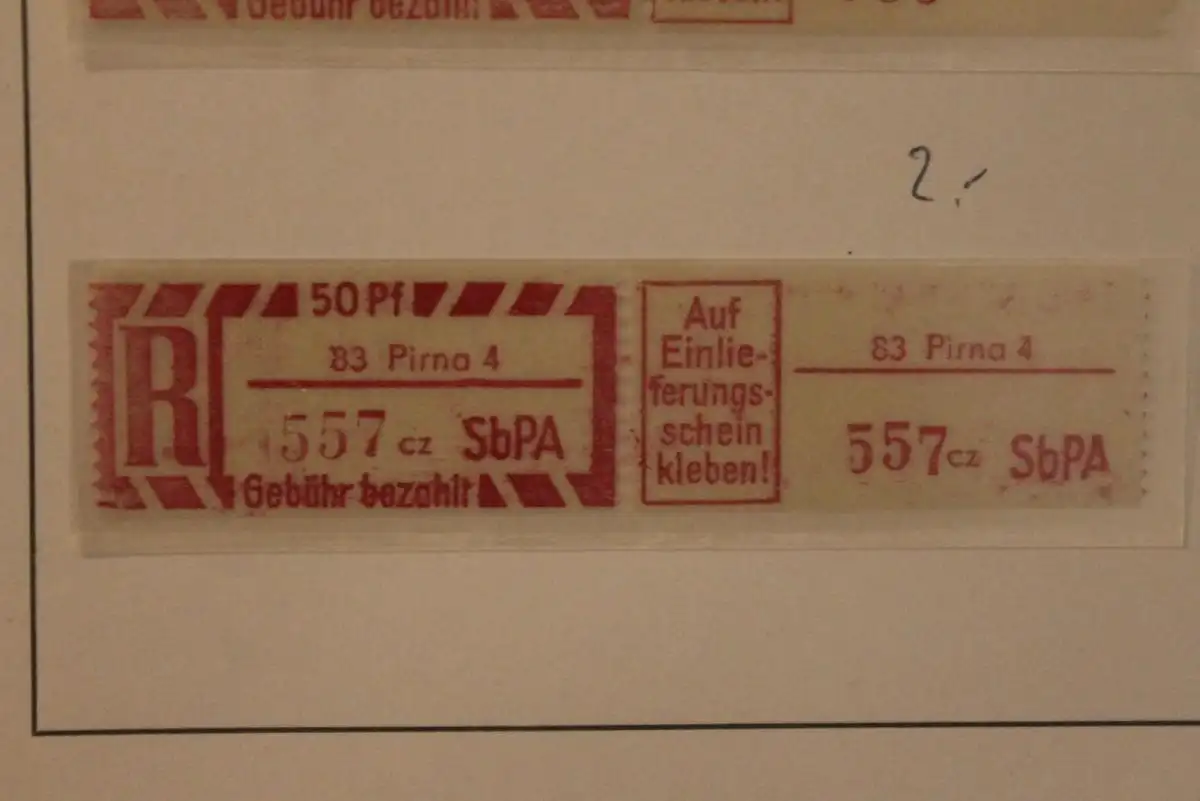 Gebühr bezahlt
2.-
50 Pf
R
83 Pirna 4
557 cz SbPA
Gebühr bezahlt
Auf
Einlie-
ferungs-
schein
kleben!
83 Pirna 4
557 cz SbPA